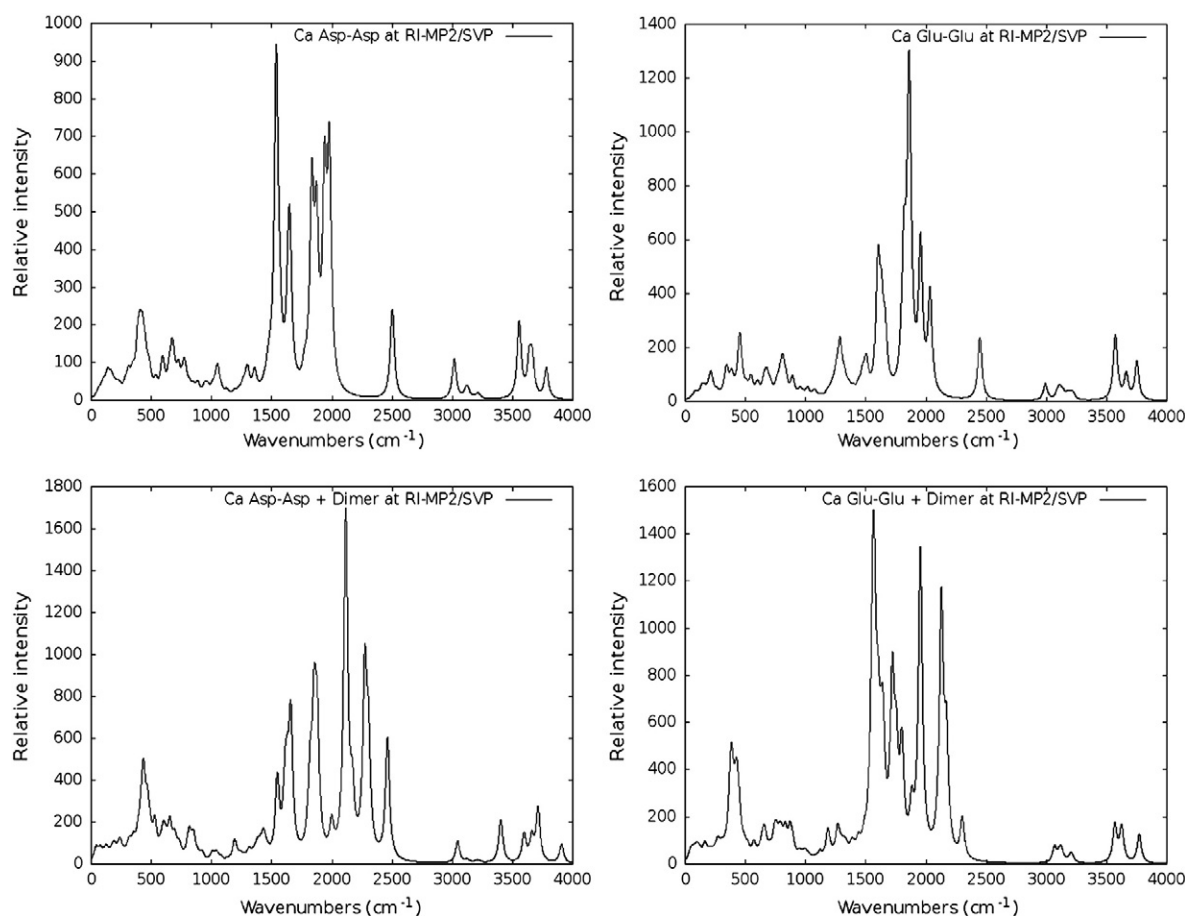 Ca Asp-Asp at RI-MP2/SVP
1000
900
800
700
600
500
400
300
200
100
0
Relative intensity
0 500 1000 1500 2000 2500 3000 3500 4000
Wavenumbers (cm⁻¹)
Ca Glu-Glu at RI-MP2/SVP
1400
1200
1000
800
600
400
200
0
Relative intensity
0 500 1000 1500 2000 2500 3000 3500 4000
Wavenumbers (cm⁻¹)
Ca Asp-Asp + Dimer at RI-MP2/SVP
1800
1600
1400
1200
1000
800
600
400
200
0
Relative intensity
0 500 1000 1500 2000 2500 3000 3500 4000
Wavenumbers (cm⁻¹)
Ca Glu-Glu + Dimer at RI-MP2/SVP
1600
1400
1200
1000
800
600
400
200
0
Relative intensity
0 500 1000 1500 2000 2500 3000 3500 4000
Wavenumbers (cm⁻¹)